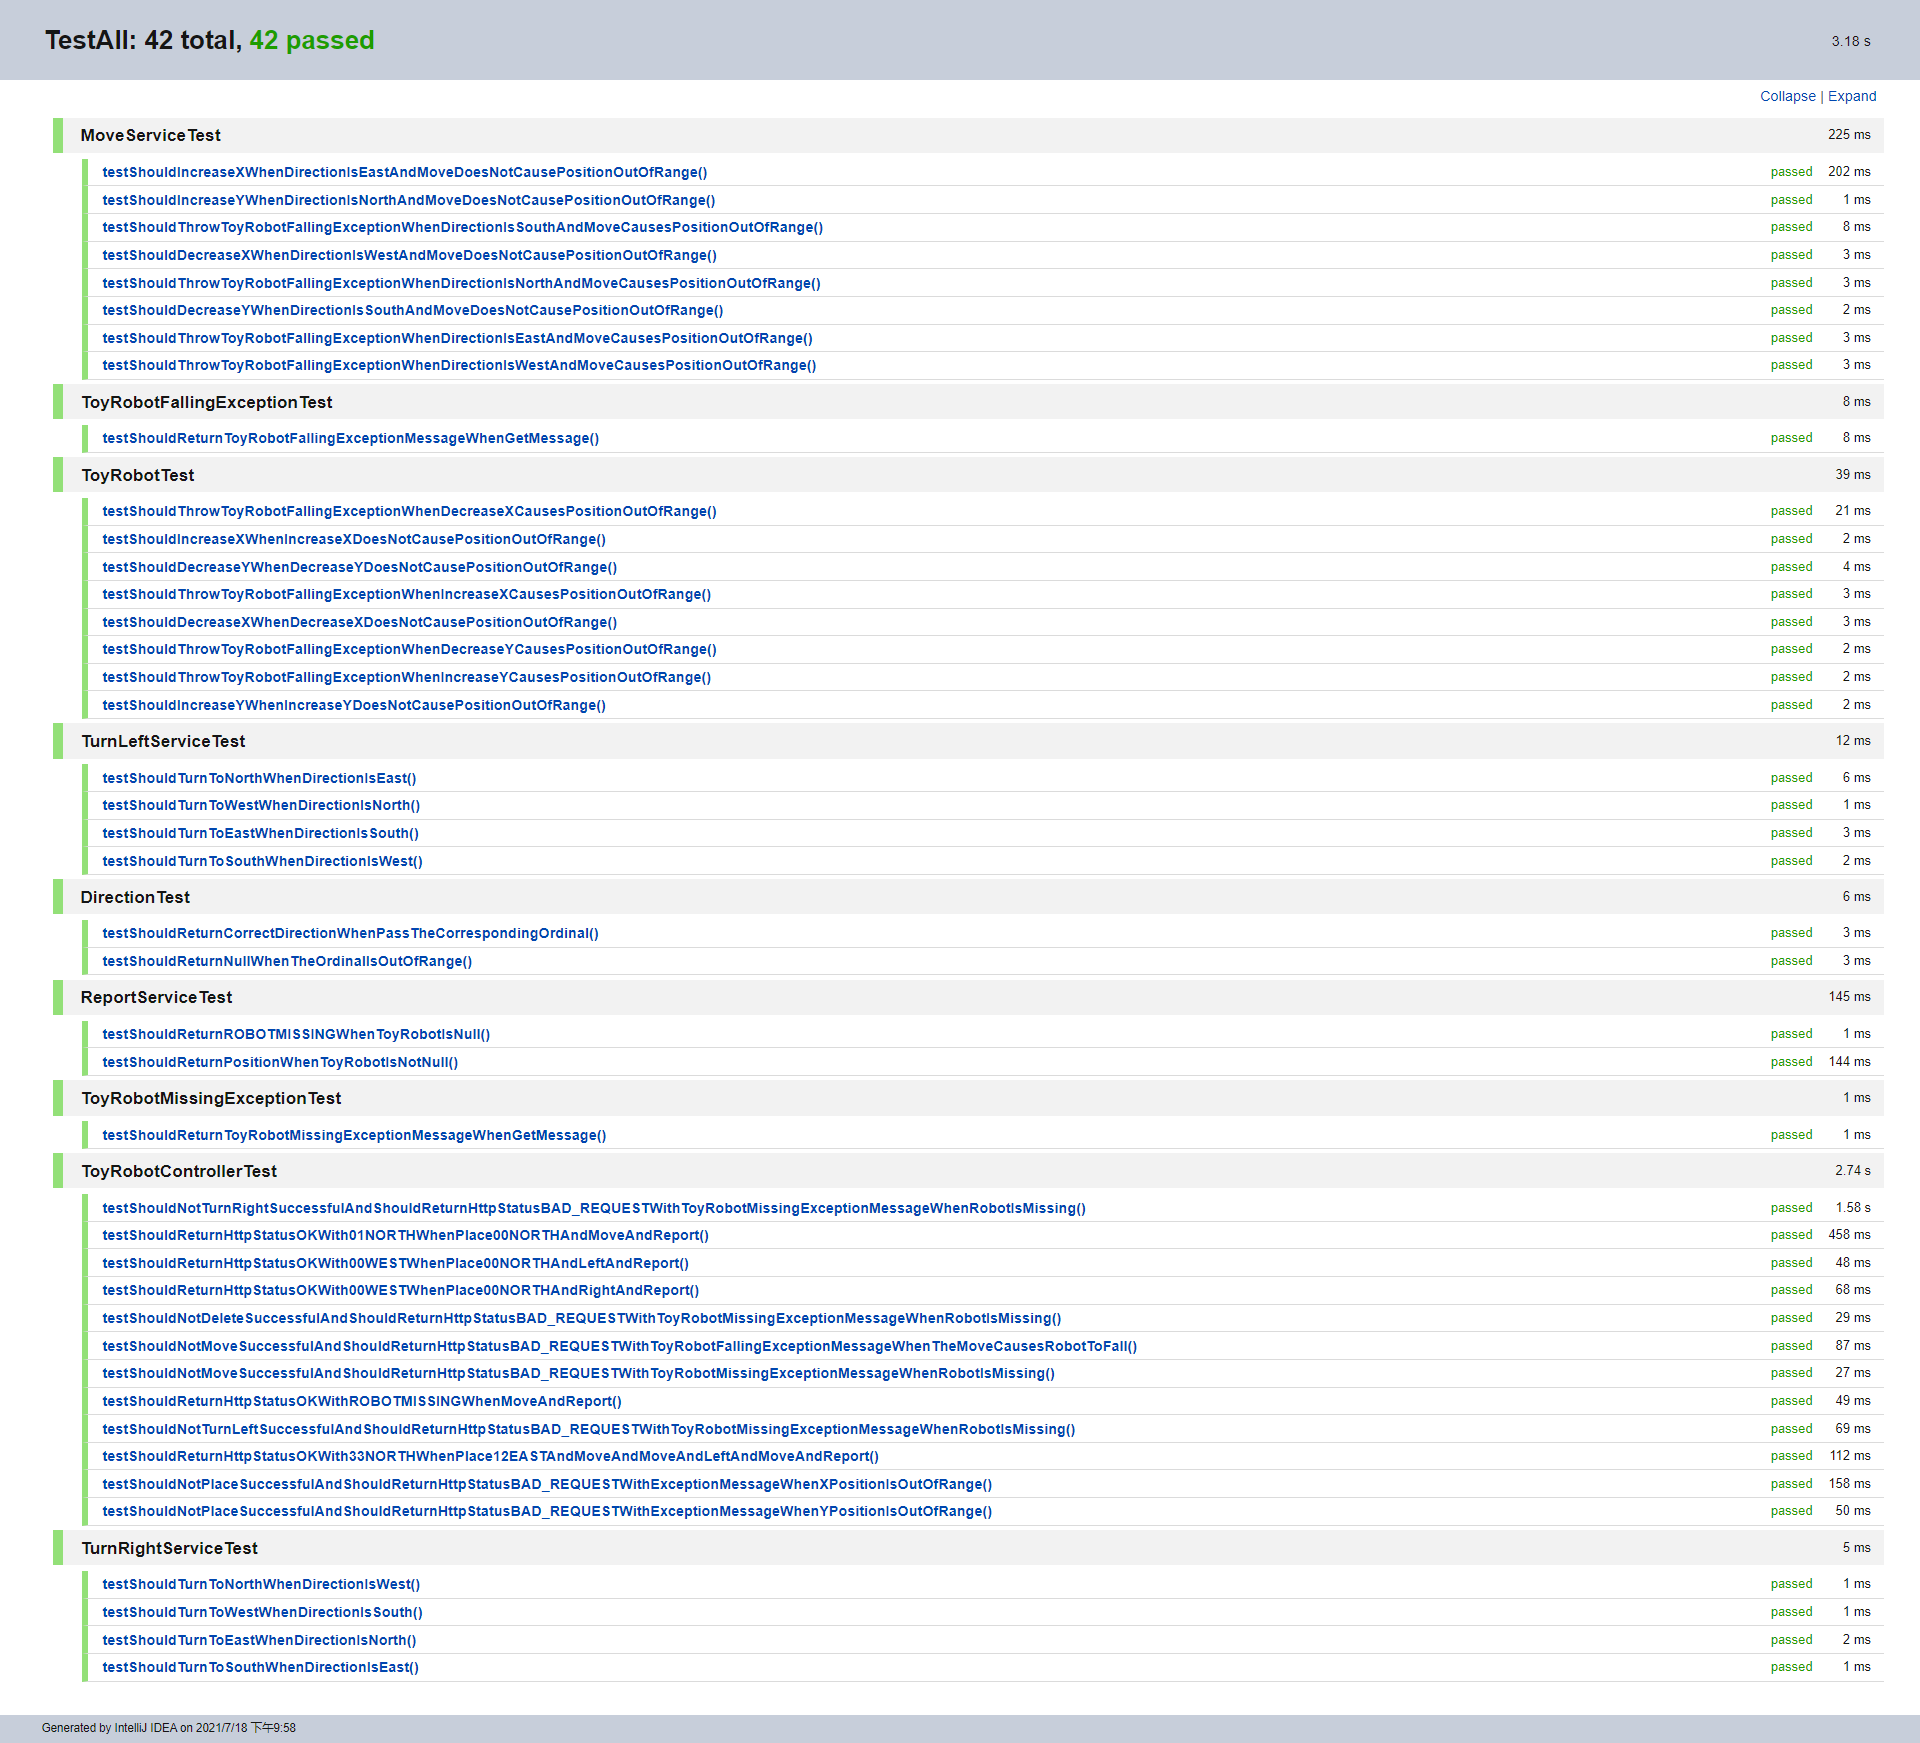 TestAll: 42 total, 42 passed 3.18 s
Collapse | Expand
MoveServiceTest 225 ms
testShouldIncreaseXWhenDirectionIsEastAndMoveDoesNotCausePositionOutOfRange() passed 202 ms
testShouldIncreaseYWhenDirectionIsNorthAndMoveDoesNotCausePositionOutOfRange() passed 1 ms
testShouldThrowToyRobotFallingExceptionWhenDirectionIsSouthAndMoveCausesPositionOutOfRange() passed 8 ms
testShouldDecreaseXWhenDirectionIsWestAndMoveDoesNotCausePositionOutOfRange() passed 3 ms
testShouldThrowToyRobotFallingExceptionWhenDirectionIsNorthAndMoveCausesPositionOutOfRange() passed 3 ms
testShouldDecreaseYWhenDirectionIsSouthAndMoveDoesNotCausePositionOutOfRange() passed 2 ms
testShouldThrowToyRobotFallingExceptionWhenDirectionIsEastAndMoveCausesPositionOutOfRange() passed 3 ms
testShouldThrowToyRobotFallingExceptionWhenDirectionIsWestAndMoveCausesPositionOutOfRange() passed 3 ms
ToyRobotFallingExceptionTest 8 ms
testShouldReturnToyRobotFallingExceptionMessageWhenGetMessage() passed 8 ms
ToyRobotTest 39 ms
testShouldThrowToyRobotFallingExceptionWhenDecreaseXCausesPositionOutOfRange() passed 21 ms
testShouldIncreaseXWhenIncreaseXDoesNotCausePositionOutOfRange() passed 2 ms
testShouldDecreaseYWhenDecreaseYDoesNotCausePositionOutOfRange() passed 4 ms
testShouldThrowToyRobotFallingExceptionWhenIncreaseXCausesPositionOutOfRange() passed 3 ms
testShouldDecreaseXWhenDecreaseXDoesNotCausePositionOutOfRange() passed 3 ms
testShouldThrowToyRobotFallingExceptionWhenDecreaseYCausesPositionOutOfRange() passed 2 ms
testShouldThrowToyRobotFallingExceptionWhenIncreaseYCausesPositionOutOfRange() passed 2 ms
testShouldIncreaseYWhenIncreaseYDoesNotCausePositionOutOfRange() passed 2 ms
TurnLeftServiceTest 12 ms
testShouldTurnToNorthWhenDirectionIsEast() passed 6 ms
testShouldTurnToWestWhenDirectionIsNorth() passed 1 ms
testShouldTurnToEastWhenDirectionIsSouth() passed 3 ms
testShouldTurnToSouthWhenDirectionIsWest() passed 2 ms
DirectionTest 6 ms
testShouldReturnCorrectDirectionWhenPassTheCorrespondingOrdinal() passed 3 ms
testShouldReturnNullWhenTheOrdinalIsOutOfRange() passed 3 ms
ReportServiceTest 145 ms
testShouldReturnROBOTMISSINGWhenToyRobotIsNull() passed 1 ms
testShouldReturnPositionWhenToyRobotIsNotNull() passed 144 ms
ToyRobotMissingExceptionTest 1 ms
testShouldReturnToyRobotMissingExceptionMessageWhenGetMessage() passed 1 ms
ToyRobotControllerTest 2.74 s
testShouldNotTurnRightSuccessfulAndShouldReturnHttpStatusBAD_REQUESTWithToyRobotMissingExceptionMessageWhenRobotIsMissing() passed 1.58 s
testShouldReturnHttpStatusOKWith01NORTHWhenPlace00NORTHAndMoveAndReport() passed 458 ms
testShouldReturnHttpStatusOKWith00WESTWhenPlace00NORTHAndLeftAndReport() passed 48 ms
testShouldReturnHttpStatusOKWith00WESTWhenPlace00NORTHAndRightAndReport() passed 68 ms
testShouldNotDeleteSuccessfulAndShouldReturnHttpStatusBAD_REQUESTWithToyRobotMissingExceptionMessageWhenRobotIsMissing() passed 29 ms
testShouldNotMoveSuccessfulAndShouldReturnHttpStatusBAD_REQUESTWithToyRobotFallingExceptionMessageWhenTheMoveCausesRobotToFall() passed 87 ms
testShouldNotMoveSuccessfulAndShouldReturnHttpStatusBAD_REQUESTWithToyRobotMissingExceptionMessageWhenRobotIsMissing() passed 27 ms
testShouldReturnHttpStatusOKWithROBOTMISSINGWhenMoveAndReport() passed 49 ms
testShouldNotTurnLeftSuccessfulAndShouldReturnHttpStatusBAD_REQUESTWithToyRobotMissingExceptionMessageWhenRobotIsMissing() passed 69 ms
testShouldReturnHttpStatusOKWith33NORTHWhenPlace12EASTAndMoveAndMoveAndLeftAndMoveAndReport() passed 112 ms
testShouldNotPlaceSuccessfulAndShouldReturnHttpStatusBAD_REQUESTWithExceptionMessageWhenXPositionIsOutOfRange() passed 158 ms
testShouldNotPlaceSuccessfulAndShouldReturnHttpStatusBAD_REQUESTWithExceptionMessageWhenYPositionIsOutOfRange() passed 50 ms
TurnRightServiceTest 5 ms
testShouldTurnToNorthWhenDirectionIsWest() passed 1 ms
testShouldTurnToWestWhenDirectionIsSouth() passed 1 ms
testShouldTurnToEastWhenDirectionIsNorth() passed 2 ms
testShouldTurnToSouthWhenDirectionIsEast() passed 1 ms
Generated by IntelliJ IDEA on 2021/7/18 下午9:58